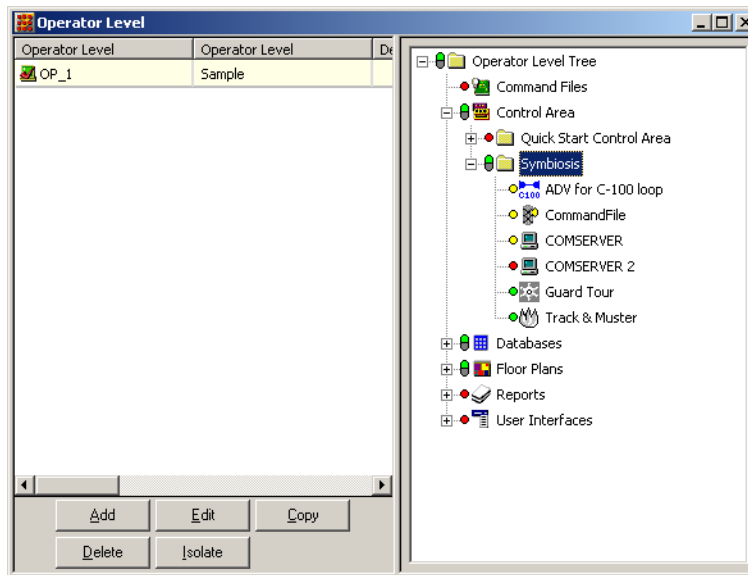 Operator Level
Operator Level Operator Level De
OP_1 Sample
Operator Level Tree
Command Files
Control Area
Quick Start Control Area
Symbiosis
C100 ADV for C-100 loop
CommandFile
COMSERVER
COMSERVER 2
Guard Tour
Track & Muster
Databases
Floor Plans
Reports
User Interfaces
Add Edit Copy
Delete Isolate